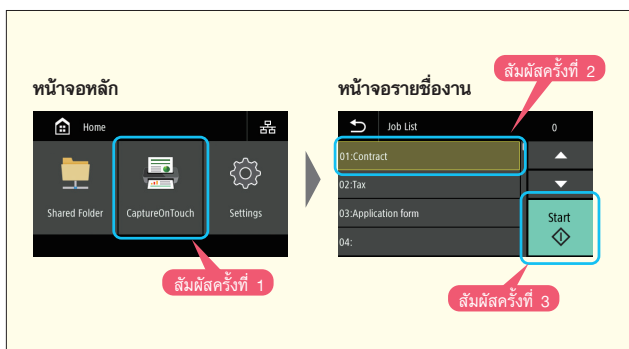 สัมผัสครั้งที่ 2
หน้าจอหลัก
หน้าจอรายชื่องาน
Home
Shared Folder
CaptureOnTouch
Settings
สัมผัสครั้งที่ 1
Job List
0
01:Contract
02:Tax
03:Application form
04:
Start
สัมผัสครั้งที่ 3